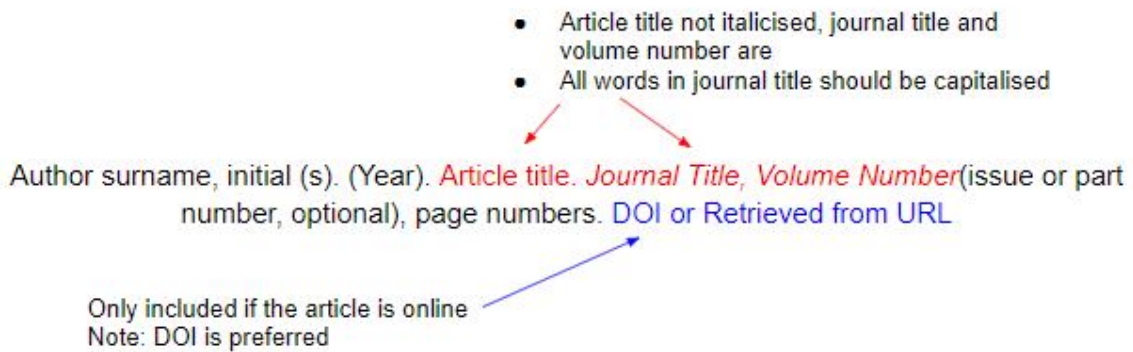 ● Article title not italicised, journal title and
volume number are
● All words in journal title should be capitalised
Author surname, initial (s). (Year). Article title. Journal Title, Volume Number(issue or part
number, optional), page numbers. DOI or Retrieved from URL
Only included if the article is online
Note: DOI is preferred